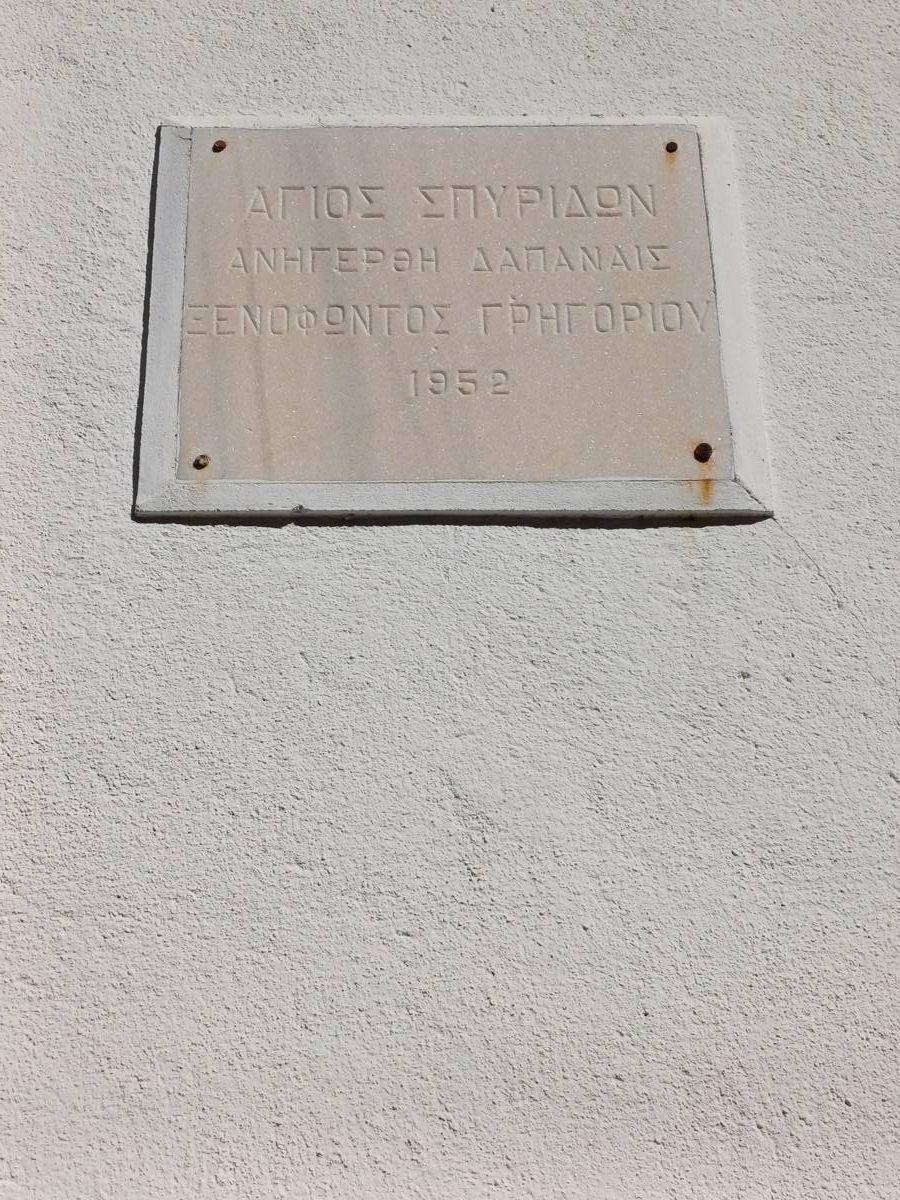 ΑΓΙΟΣ ΣΠΥΡΙΔΩΝ
ΑΝΗΓΕΡΘΗ ΔΑΠΑΝΑΙΣ
ΞΕΝΟΦΩΝΤΟΣ ΓΡΗΓΟΡΙΟΥ
1952